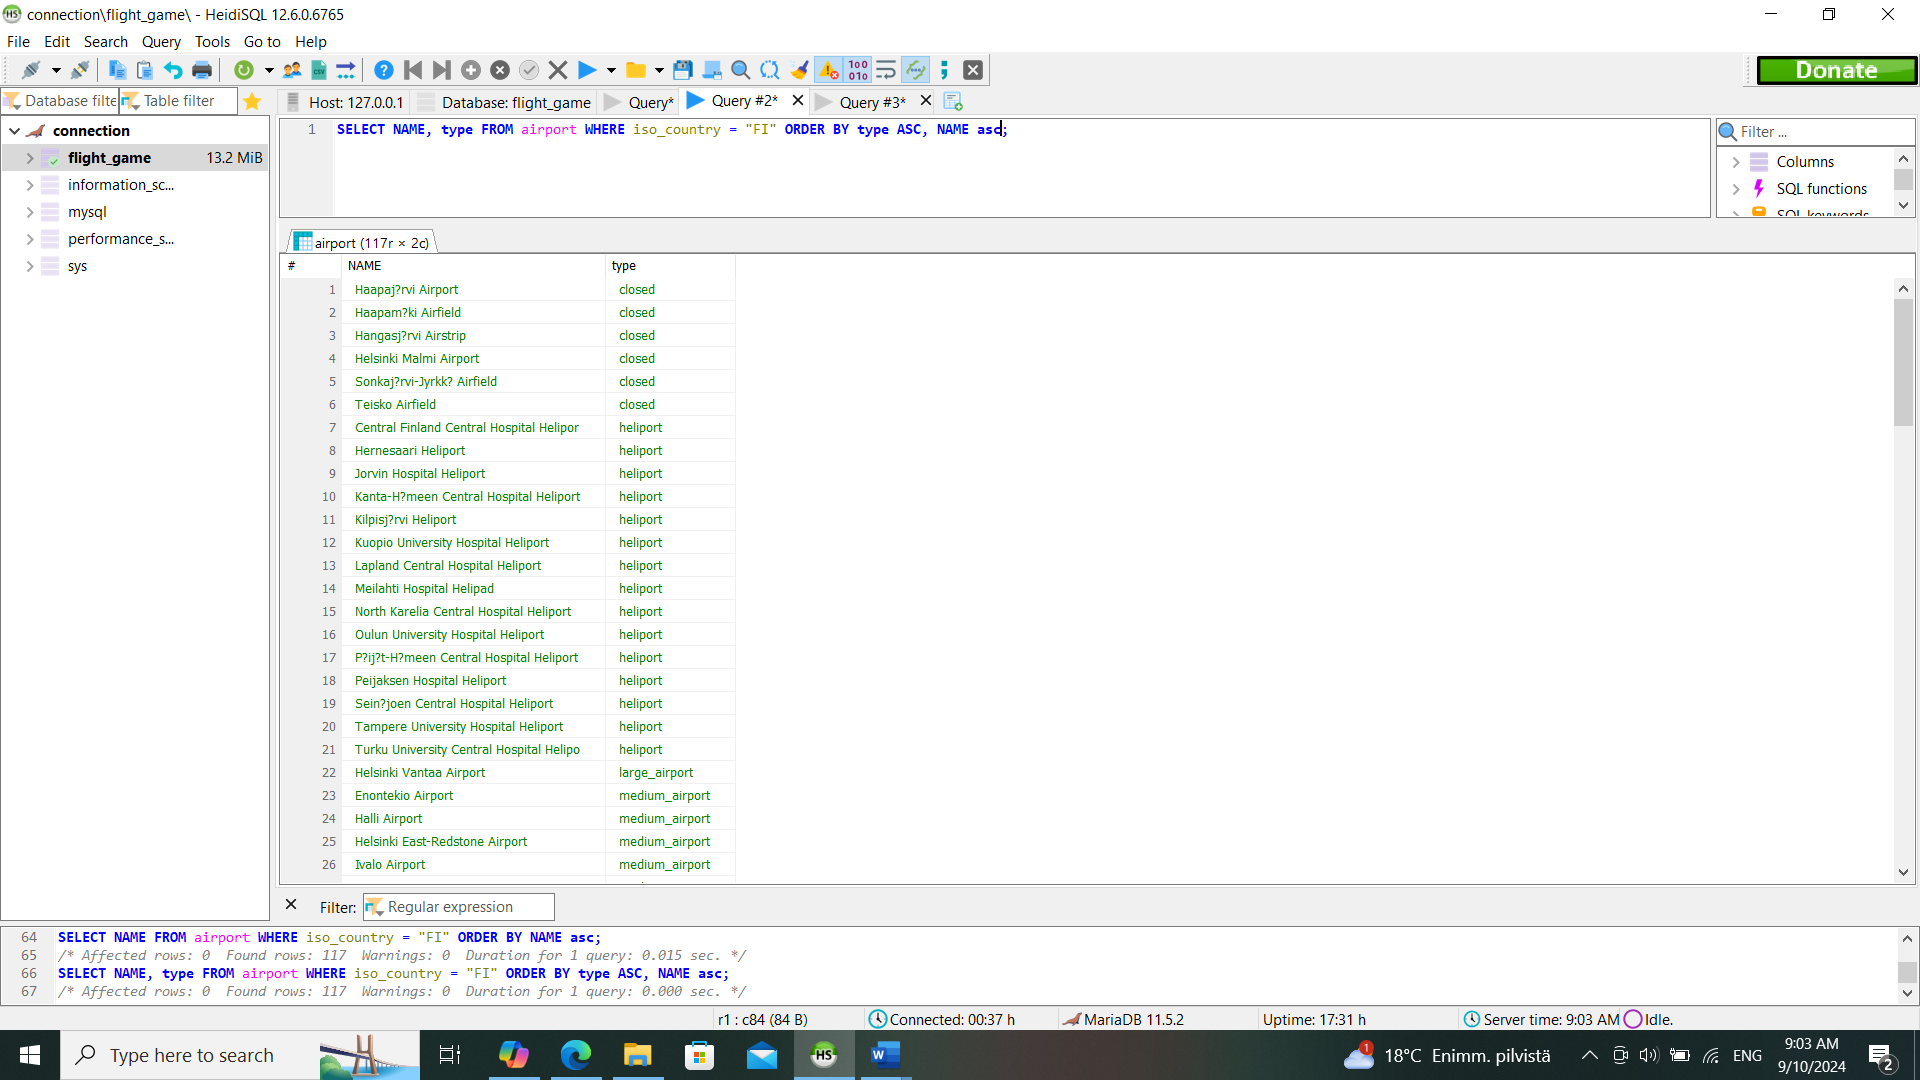 connection\flight_game\ - HeidiSQL 12.6.0.6765
File Edit Search Query Tools Go to Help
Donate
Database filte Table filter
Host: 127.0.0.1 Database: flight_game Query* Query #2* Query #3*
connection
flight_game 13.2 MiB
information_sc...
mysql
performance_s...
sys
1 SELECT NAME, type FROM airport WHERE iso_country = "FI" ORDER BY type ASC, NAME asc;
Filter ...
Columns
SQL functions
SQL keywords
airport (117r × 2c)
# NAME type
1 Haapaj?rvi Airport closed
2 Haapam?ki Airfield closed
3 Hangasj?rvi Airstrip closed
4 Helsinki Malmi Airport closed
5 Sonkaj?rvi-Jyrkk? Airfield closed
6 Teisko Airfield closed
7 Central Finland Central Hospital Helipor heliport
8 Hernesaari Heliport heliport
9 Jorvin Hospital Heliport heliport
10 Kanta-H?meen Central Hospital Heliport heliport
11 Kilpisj?rvi Heliport heliport
12 Kuopio University Hospital Heliport heliport
13 Lapland Central Hospital Heliport heliport
14 Meilahti Hospital Helipad heliport
15 North Karelia Central Hospital Heliport heliport
16 Oulun University Hospital Heliport heliport
17 P?ij?t-H?meen Central Hospital Heliport heliport
18 Peijaksen Hospital Heliport heliport
19 Sein?joen Central Hospital Heliport heliport
20 Tampere University Hospital Heliport heliport
21 Turku University Central Hospital Helipo heliport
22 Helsinki Vantaa Airport large_airport
23 Enontekio Airport medium_airport
24 Halli Airport medium_airport
25 Helsinki East-Redstone Airport medium_airport
26 Ivalo Airport medium_airport
Filter: Regular expression
64 SELECT NAME FROM airport WHERE iso_country = "FI" ORDER BY NAME asc;
65 /* Affected rows: 0 Found rows: 117 Warnings: 0 Duration for 1 query: 0.015 sec. */
66 SELECT NAME, type FROM airport WHERE iso_country = "FI" ORDER BY type ASC, NAME asc;
67 /* Affected rows: 0 Found rows: 117 Warnings: 0 Duration for 1 query: 0.000 sec. */
r1 : c84 (84 B) Connected: 00:37 h MariaDB 11.5.2 Uptime: 17:31 h Server time: 9:03 AM Idle.
Type here to search
HS
1 18°C Enimm. pilvistä ENG 9:03 AM
9/10/2024 2